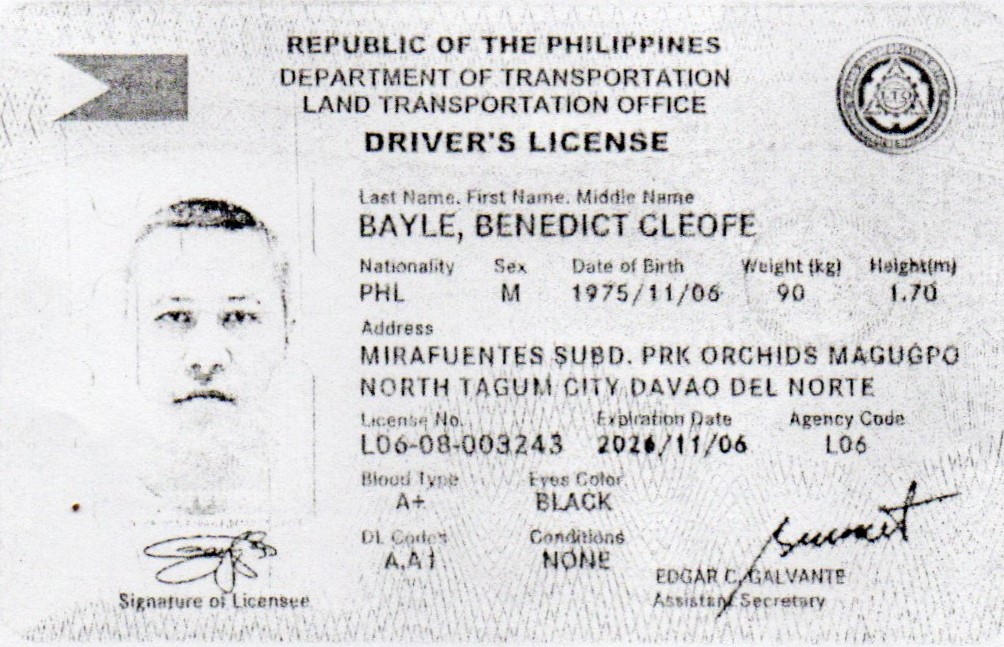 REPUBLIC OF THE PHILIPPINES
DEPARTMENT OF TRANSPORTATION
LAND TRANSPORTATION OFFICE
DRIVER'S LICENSE
LTO
Last Name, First Name, Middle Name
BAYLE, BENEDICT CLEOFE
Nationality Sex Date of Birth Weight (kg) Height(m)
PHL M 1975/11/06 90 1.70
Address
MIRAFUENTES SUBD. PRK ORCHIDS MAGUGPO
NORTH TAGUM CITY DAVAO DEL NORTE
License No. Expiration Date Agency Code
L06-08-003243 2026/11/06 L06
Blood Type Eyes Color
A+ BLACK
DL Codes Conditions
A,A1 NONE
EDGAR C. GALVANTE
Assistant Secretary
Signature of Licensee